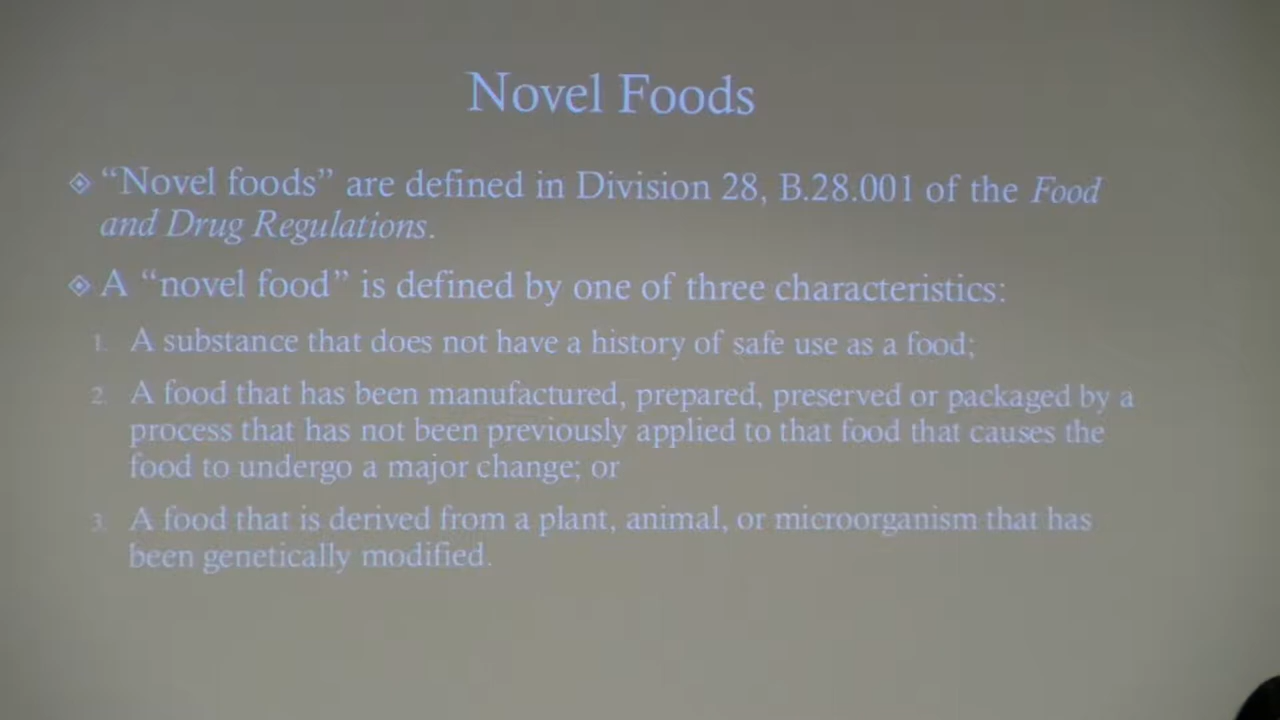 Novel Foods
“Novel foods” are defined in Division 28, B.28.001 of the Food
and Drug Regulations.
A “novel food” is defined by one of three characteristics:
1. A substance that does not have a history of safe use as a food;
2. A food that has been manufactured, prepared, preserved or packaged by a
process that has not been previously applied to that food that causes the
food to undergo a major change; or
3. A food that is derived from a plant, animal, or microorganism that has
been genetically modified.